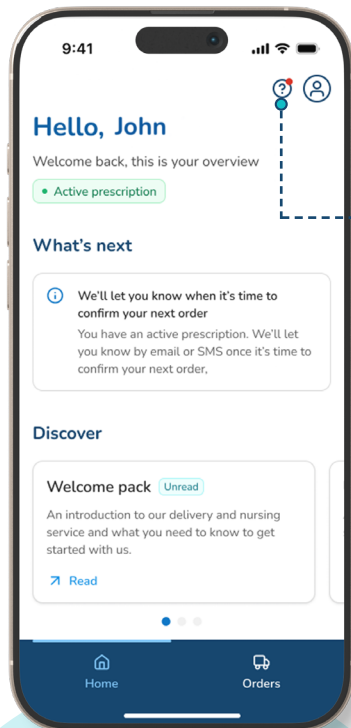 9:41
?
Hello, John
Welcome back, this is your overview
Active prescription
What's next
We'll let you know when it's time to
confirm your next order
You have an active prescription. We'll let
you know by email or SMS once it's time to
confirm your next order,
Discover
Welcome pack Unread
An introduction to our delivery and nursing
service and what you need to know to get
started with us.
Read
Home Orders